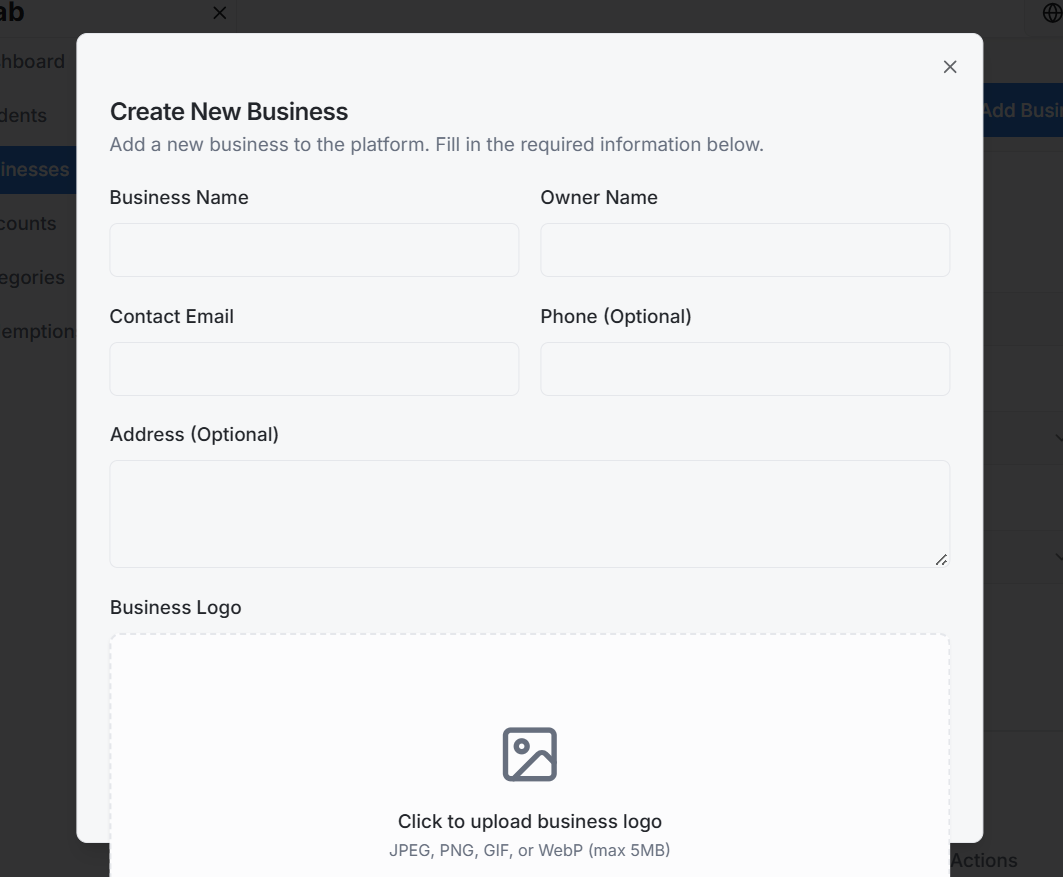 ab
hboard
dents
inesses
counts
egories
emption
Add Busi
Create New Business
Add a new business to the platform. Fill in the required information below.
Business Name
Owner Name
Contact Email
Phone (Optional)
Address (Optional)
Business Logo
Click to upload business logo
JPEG, PNG, GIF, or WebP (max 5MB)
Actions